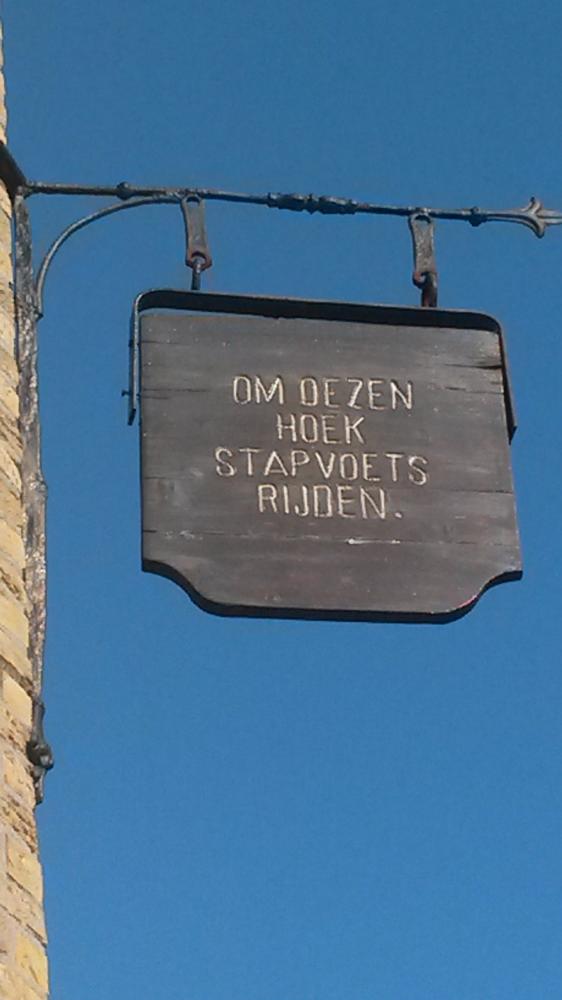 OM DEZEN
HOEK
STAPVOETS
RIJDEN.